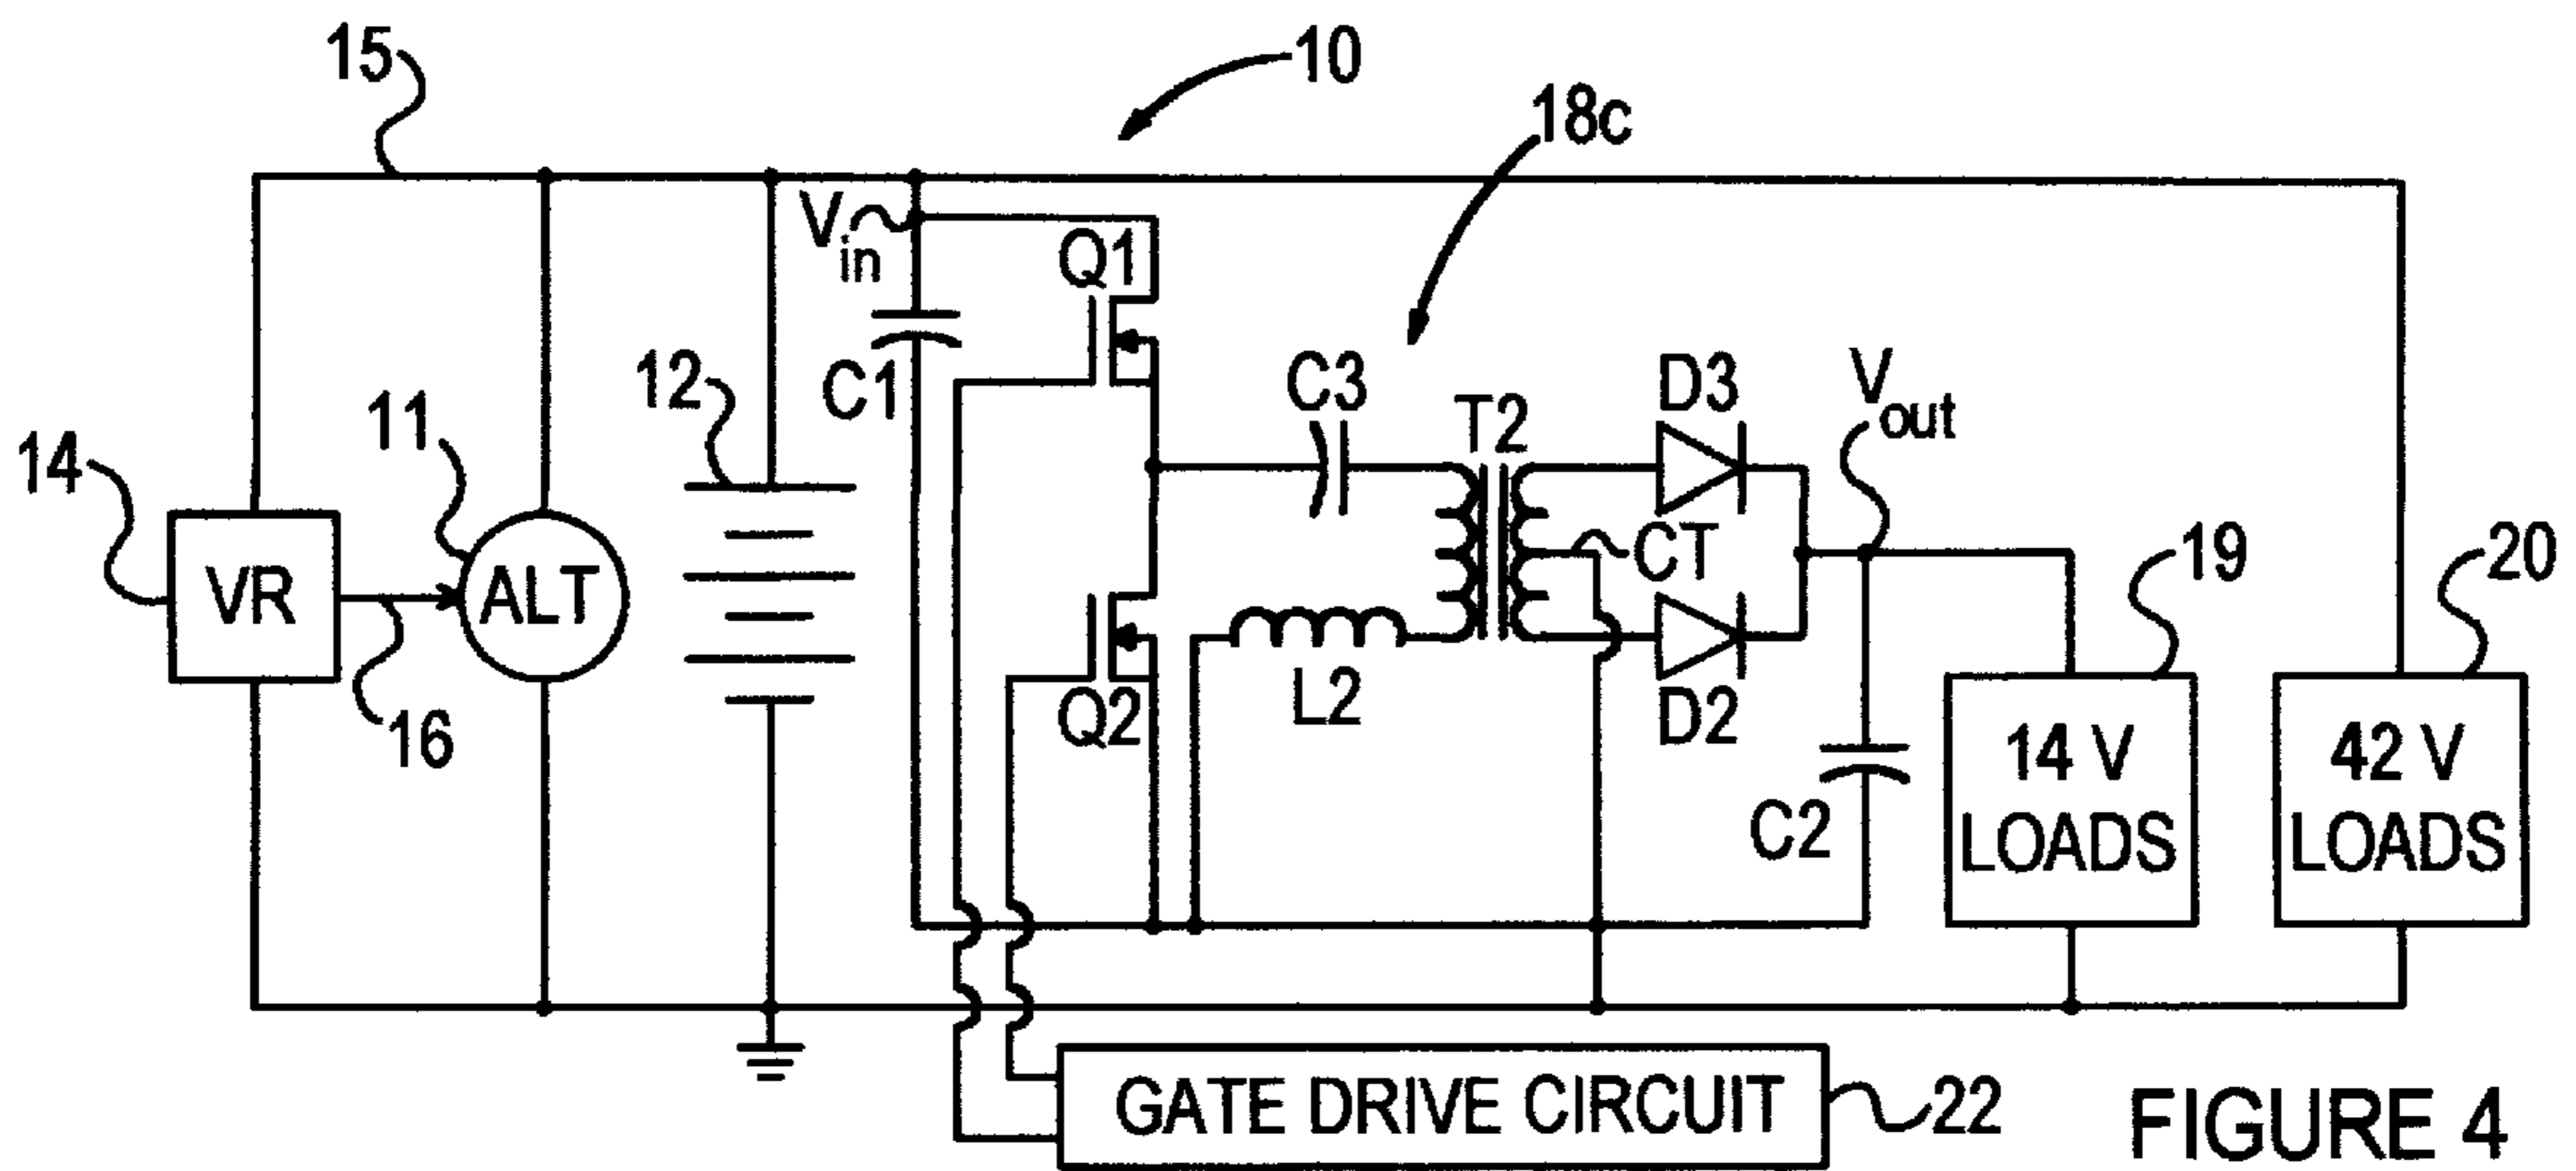 15
10
18c
Vin
Q1
C1
12
11
14
VR
ALT
16
C3
T2
D3
Vout
CT
L2
D2
Q2
C2
19
20
14 V
LOADS
42 V
LOADS
GATE DRIVE CIRCUIT
22
FIGURE 4